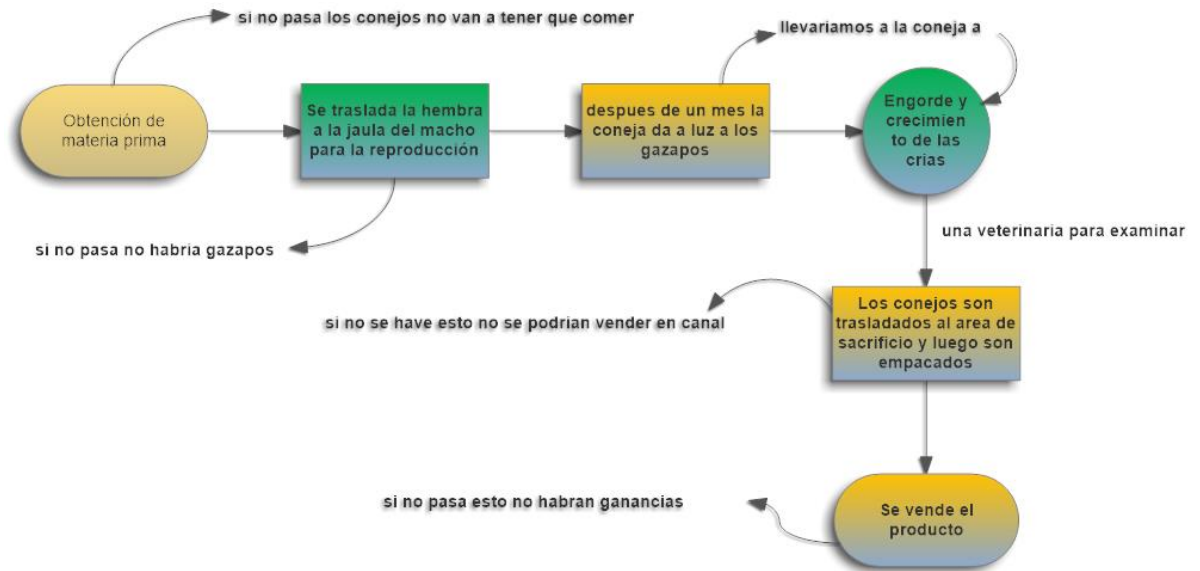 si no pasa los conejos no van a tener que comer
llevariamos a la coneja a
Obtención de
materia prima
Se traslada la hembra
a la jaula del macho
para la reproducción
despues de un mes la
coneja da a luz a los
gazapos
Engorde y
crecimien
to de las
crias
si no pasa no habria gazapos
una veterinaria para examinar
Los conejos son
trasladados al area de
sacrificio y luego son
empacados
si no se have esto no se podrian vender en canal
si no pasa esto no habran ganancias
Se vende el
producto